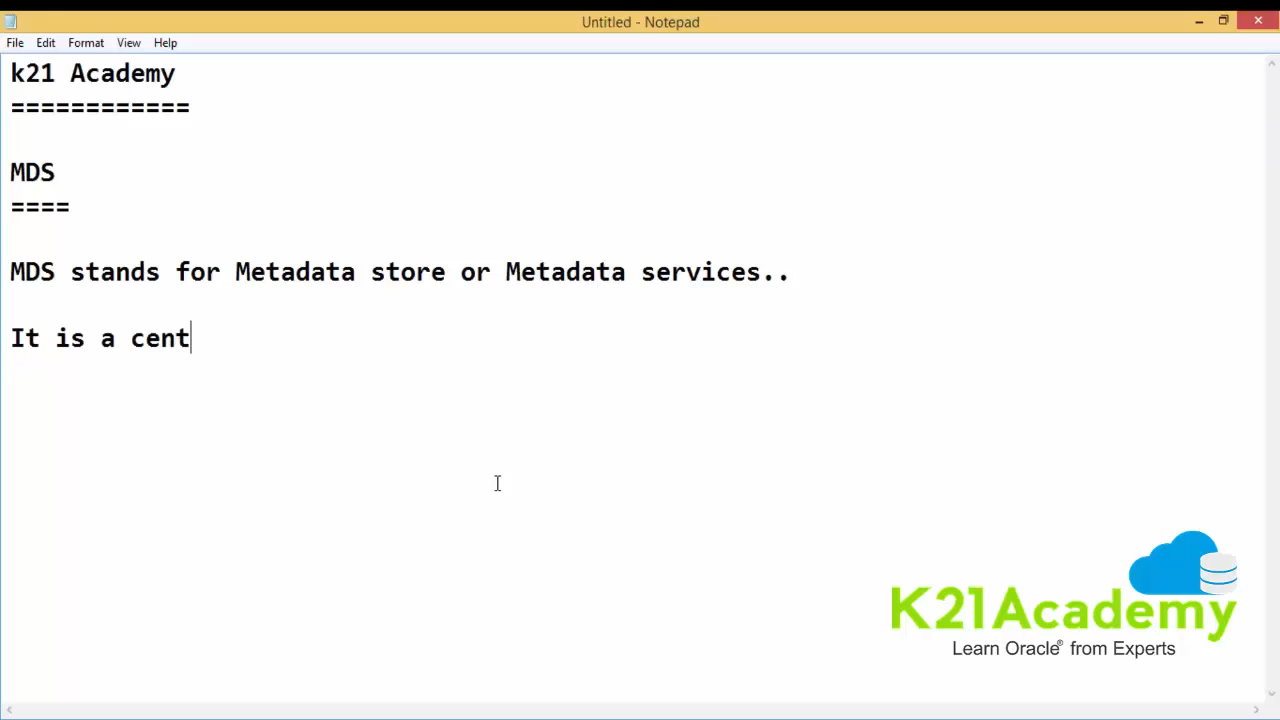 Untitled - Notepad
File Edit Format View Help
k21 Academy
============
MDS
====
MDS stands for Metadata store or Metadata services..
It is a cent
K21Academy
Learn Oracle® from Experts